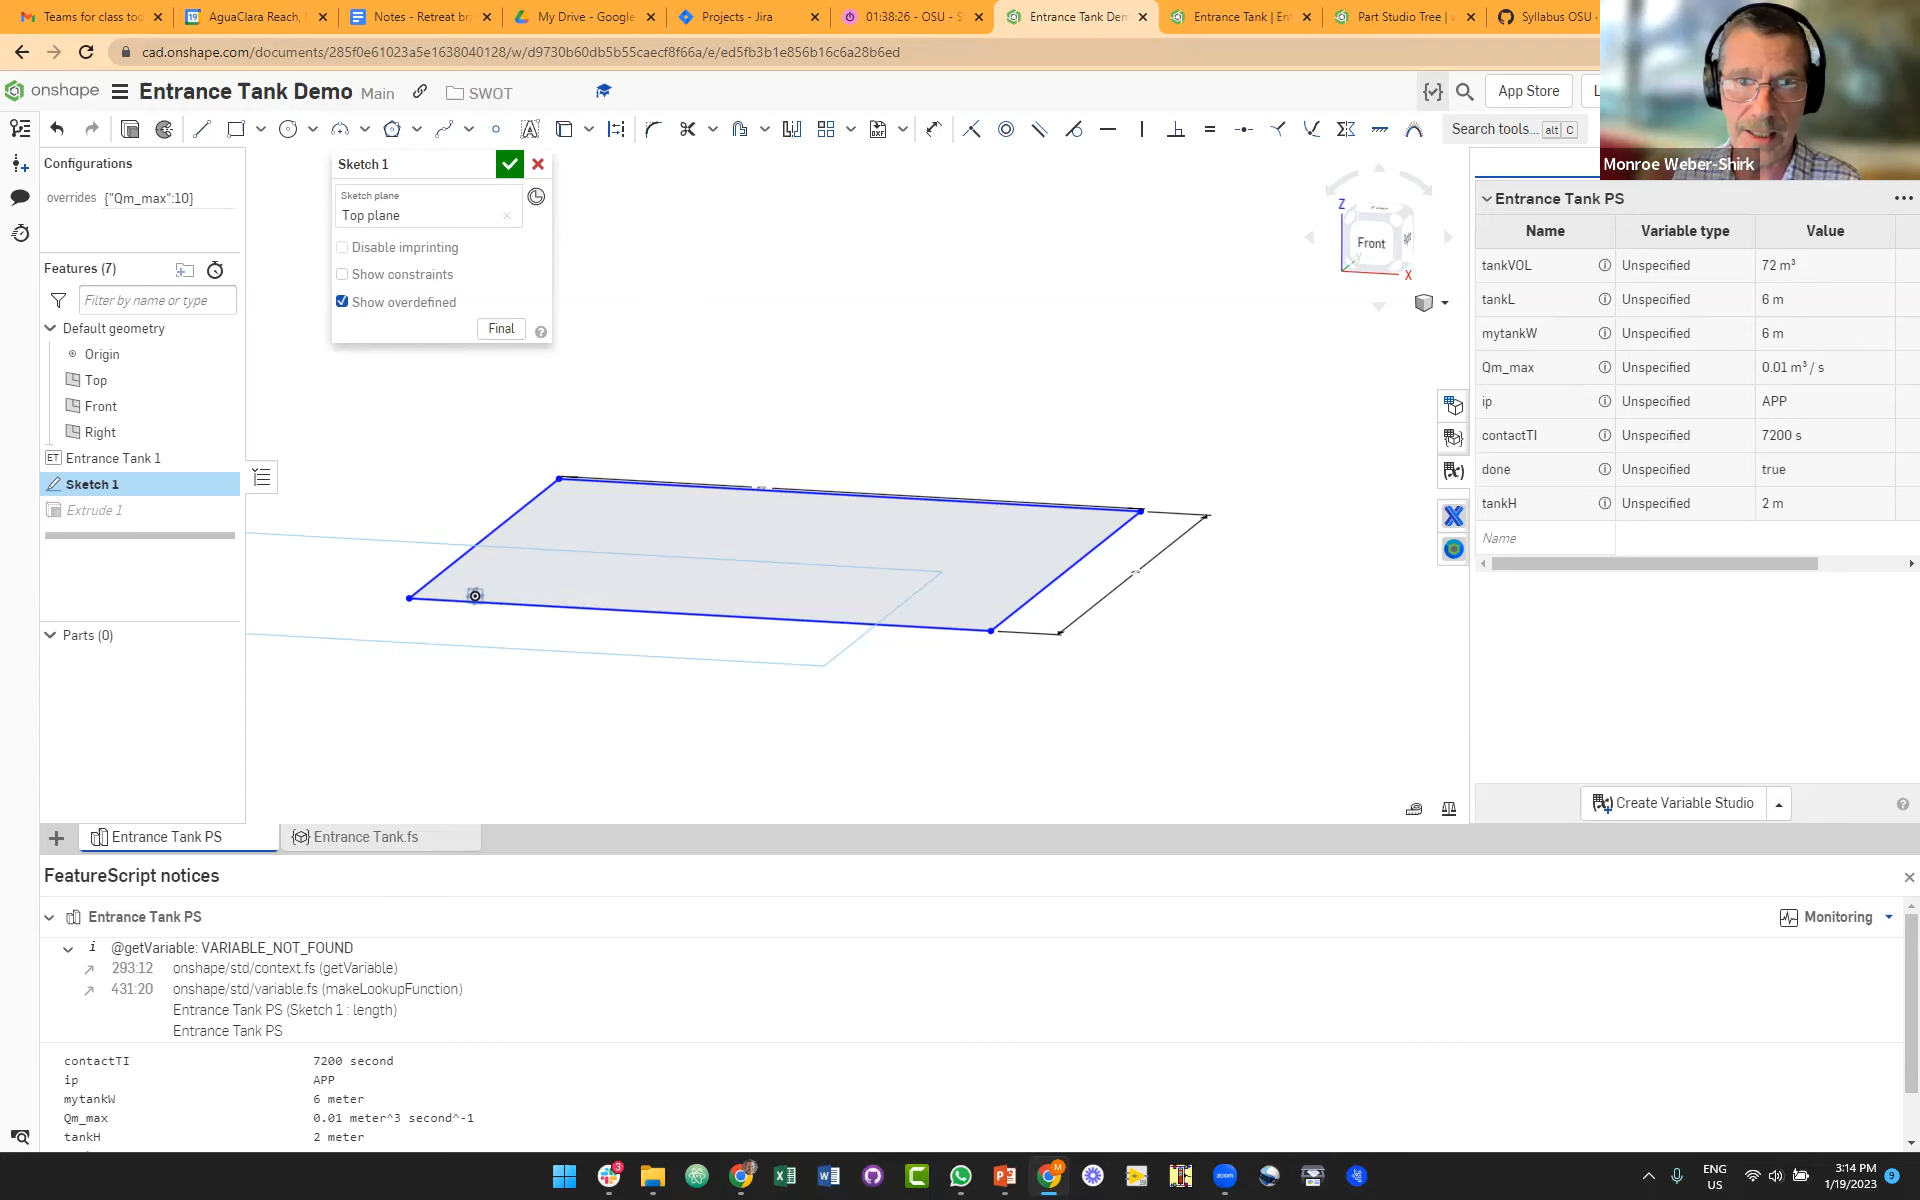 Teams for class tod
AguaClara Reach,
Notes - Retreat bra
My Drive - Google
Projects - Jira
01:38:26 - OSU - S
Entrance Tank Dem
Entrance Tank | Ent
Part Studio Tree |
Syllabus OSU
cad.onshape.com/documents/285f0e61023a5e1638040128/w/d9730b60db5b55caecf8f66a/e/ed5fb3b1e856b16c6a28b6ed
onshape
Entrance Tank Demo Main
SWOT
App Store
Search tools... alt C
Monroe Weber-Shirk
Configurations
overrides {"Qm_max":10}
Features (7)
Filter by name or type
Default geometry
Origin
Top
Front
Right
ET Entrance Tank 1
Sketch 1
Extrude 1
Parts (0)
Sketch 1
Sketch plane
Top plane
Disable imprinting
Show constraints
Show overdefined
Final
Z
Front
X
Entrance Tank PS
Name Variable type Value
tankVOL Unspecified 72 m³
tankL Unspecified 6 m
mytankW Unspecified 6 m
Qm_max Unspecified 0.01 m³ / s
ip Unspecified APP
contactTI Unspecified 7200 s
done Unspecified true
tankH Unspecified 2 m
Name
Create Variable Studio
Entrance Tank PS
Entrance Tank.fs
FeatureScript notices
Entrance Tank PS
Monitoring
@getVariable: VARIABLE_NOT_FOUND
293:12 onshape/std/context.fs (getVariable)
431:20 onshape/std/variable.fs (makeLookupFunction)
Entrance Tank PS (Sketch 1 : length)
Entrance Tank PS
contactTI 7200 second
ip APP
mytankW 6 meter
Qm_max 0.01 meter^3 second^-1
tankH 2 meter
ENG
US
3:14 PM
1/19/2023